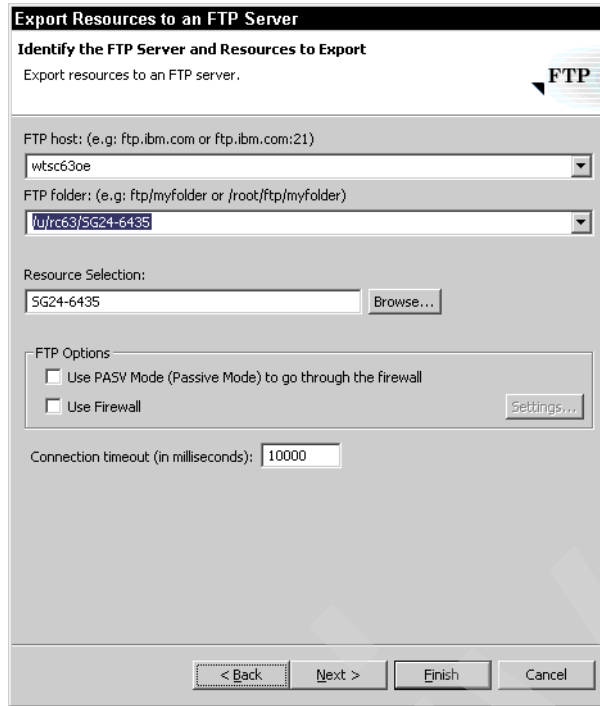 Export Resources to an FTP Server
Identify the FTP Server and Resources to Export
Export resources to an FTP server.
FTP
FTP host: (e.g: ftp.ibm.com or ftp.ibm.com:21)
wtsc63oe
FTP folder: (e.g: ftp/myfolder or /root/ftp/myfolder)
/u/rc63/SG24-6435
Resource Selection:
SG24-6435 Browse...
FTP Options
Use PASV Mode (Passive Mode) to go through the firewall
Use Firewall Settings...
Connection timeout (in milliseconds): 10000
< Back Next > Finish Cancel